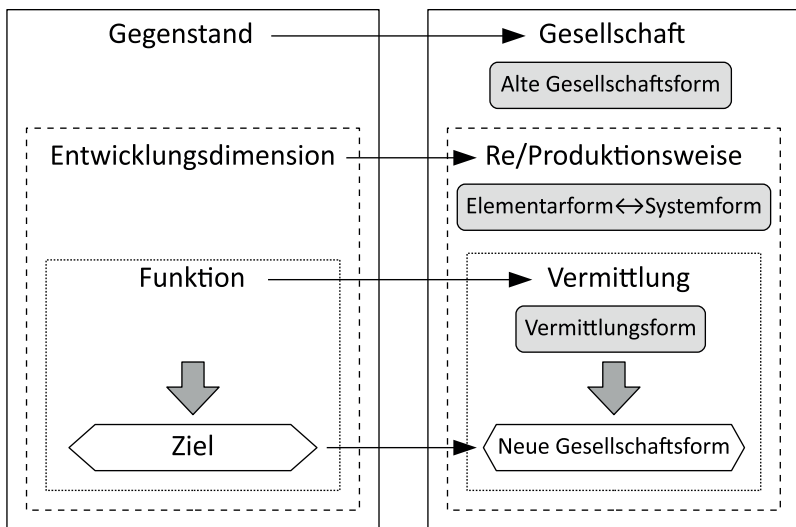 Gegenstand
Gesellschaft
Alte Gesellschaftsform
Entwicklungsdimension
Re/Produktionsweise
Elementarform↔Systemform
Funktion
Vermittlung
Vermittlungsform
Ziel
Neue Gesellschaftsform